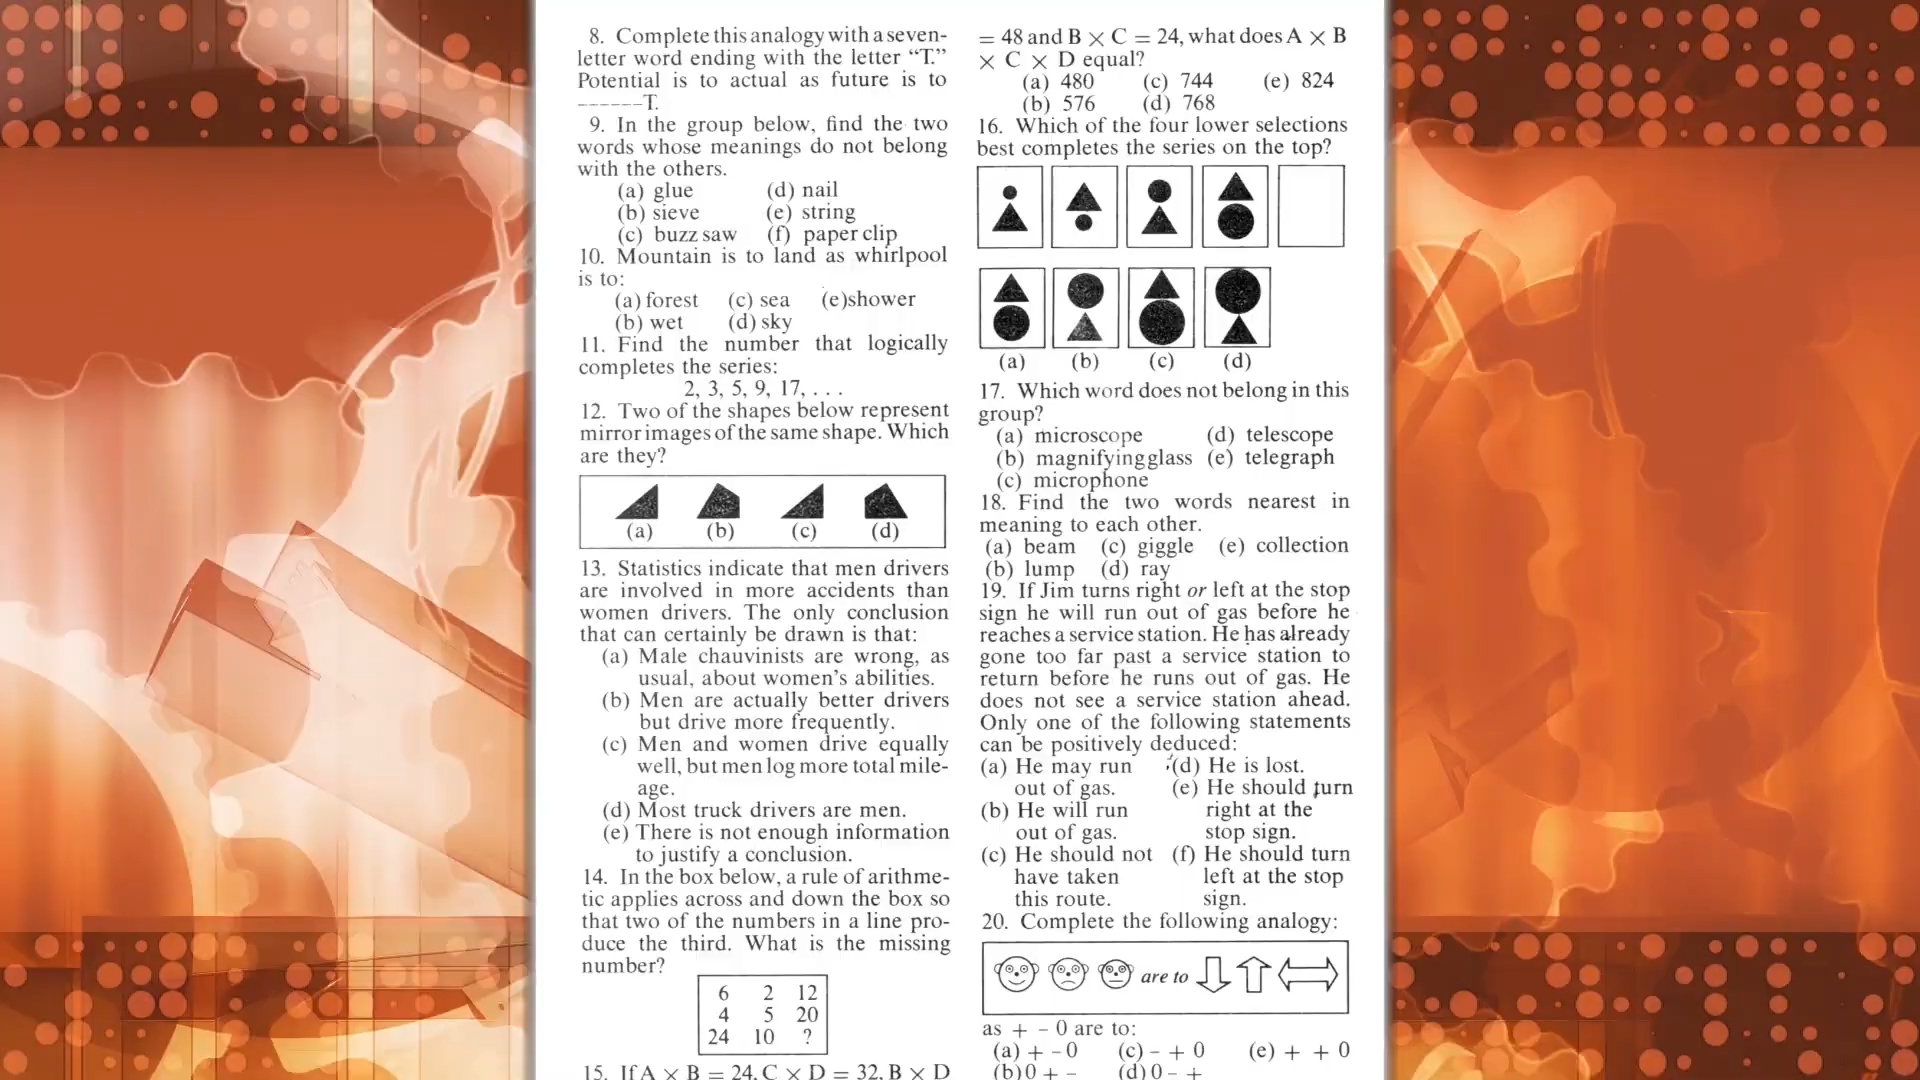 8. Complete this analogy with a seven-
letter word ending with the letter “T.”
Potential is to actual as future is to
------T.
9. In the group below, find the two
words whose meanings do not belong
with the others.
(a) glue (d) nail
(b) sieve (e) string
(c) buzz saw (f) paper clip
10. Mountain is to land as whirlpool
is to:
(a) forest (c) sea (e)shower
(b) wet (d) sky
11. Find the number that logically
completes the series:
2, 3, 5, 9, 17, . . .
12. Two of the shapes below represent
mirror images of the same shape. Which
are they?
(a) (b) (c) (d)
13. Statistics indicate that men drivers
are involved in more accidents than
women drivers. The only conclusion
that can certainly be drawn is that:
(a) Male chauvinists are wrong, as
usual, about women's abilities.
(b) Men are actually better drivers
but drive more frequently.
(c) Men and women drive equally
well, but men log more total mile-
age.
(d) Most truck drivers are men.
(e) There is not enough information
to justify a conclusion.
14. In the box below, a rule of arithme-
tic applies across and down the box so
that two of the numbers in a line pro-
duce the third. What is the missing
number?
6 2 12
4 5 20
24 10 ?
15. If A × B = 24, C × D = 32, B × D
= 48 and B × C = 24, what does A × B
× C × D equal?
(a) 480 (c) 744 (e) 824
(b) 576 (d) 768
16. Which of the four lower selections
best completes the series on the top?
(a) (b) (c) (d)
17. Which word does not belong in this
group?
(a) microscope (d) telescope
(b) magnifying glass (e) telegraph
(c) microphone
18. Find the two words nearest in
meaning to each other.
(a) beam (c) giggle (e) collection
(b) lump (d) ray
19. If Jim turns right or left at the stop
sign he will run out of gas before he
reaches a service station. He has already
gone too far past a service station to
return before he runs out of gas. He
does not see a service station ahead.
Only one of the following statements
can be positively deduced:
(a) He may run (d) He is lost.
out of gas. (e) He should turn
(b) He will run right at the
out of gas. stop sign.
(c) He should not (f) He should turn
have taken left at the stop
this route. sign.
20. Complete the following analogy:
are to
as + - 0 are to:
(a) + - 0 (c) - + 0 (e) + + 0
(b) 0 + - (d) 0 - +